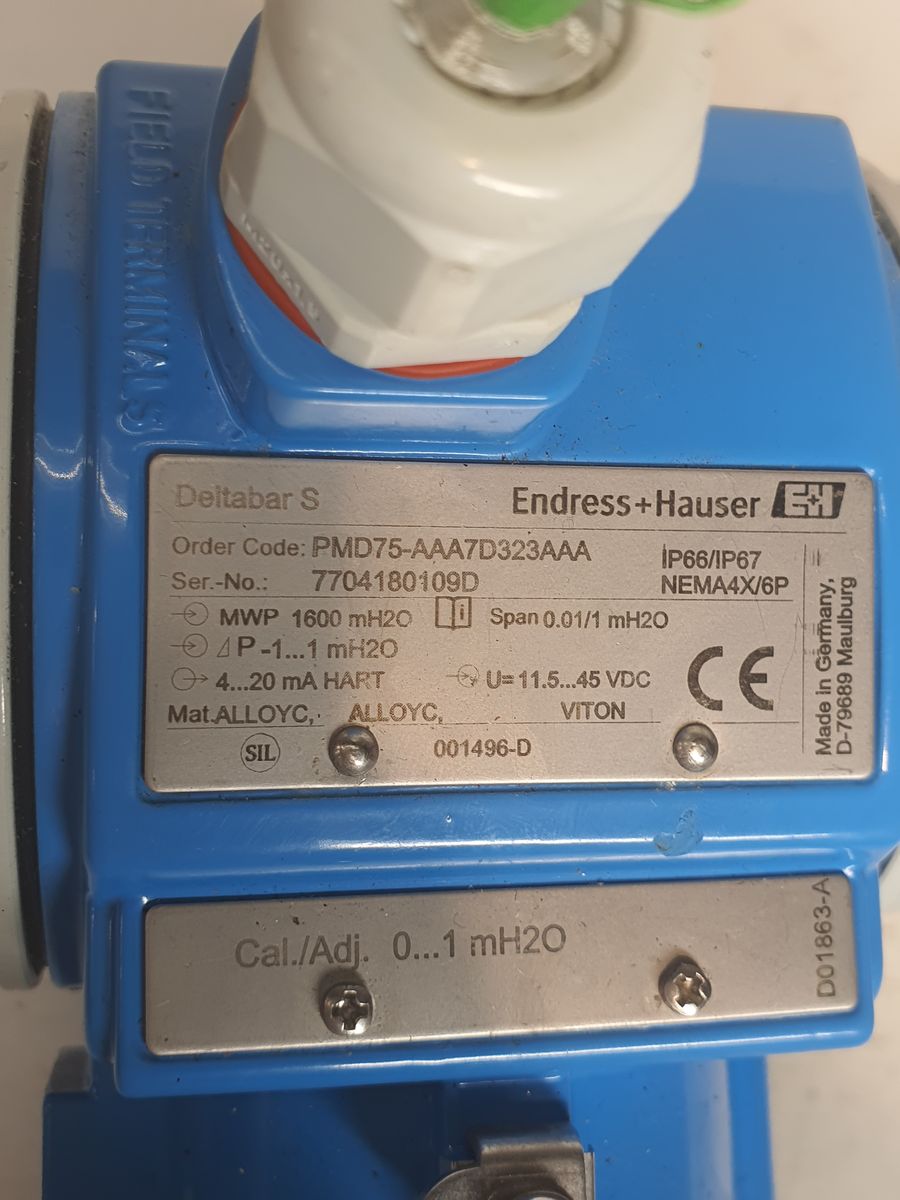 FIELD TERMINALS
Deltabar S
Endress+Hauser E+H
Order Code: PMD75-AAA7D323AAA
Ser.-No.: 7704180109D
IP66/IP67
NEMA4X/6P
MWP 1600 mH2O
Span 0.01/1 mH2O
⊿P -1...1 mH2O
4...20 mA HART
U= 11.5...45 VDC
CE
Mat. ALLOYC, ALLOYC, VITON
SIL
001496-D
Made in Germany,
D-79689 Maulburg
Cal./Adj. 0...1 mH2O
D01863-A